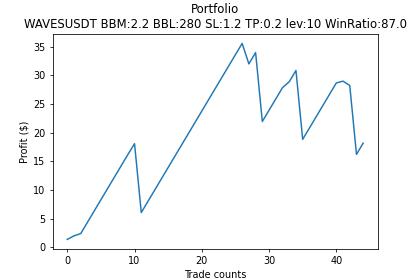 Portfolio
WAVESUSDT BBM:2.2 BBL:280 SL:1.2 TP:0.2 lev:10 WinRatio:87.0
35
30
25
20
15
10
5
0
Profit ($)
0 10 20 30 40
Trade counts